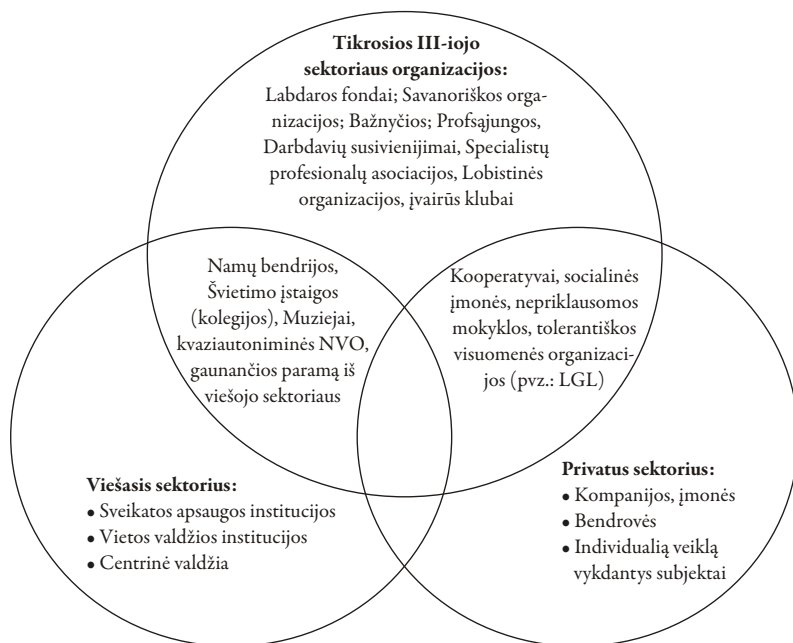 Tikrosios III-iojo
sektoriaus organizacijos:
Labdaros fondai; Savanoriškos orga-
nizacijos; Bažnyčios; Profsąjungos,
Darbdavių susivienijimai, Specialistų
profesionalų asociacijos, Lobistinės
organizacijos, įvairūs klubai
Namų bendrijos,
Švietimo įstaigos
(kolegijos), Muziejai,
kvaziautoniminės NVO,
gaunančios paramą iš
viešojo sektoriaus
Kooperatyvai, socialinės
įmonės, nepriklausomos
mokyklos, tolerantiškos
visuomenės organizaci-
jos (pvz.: LGL)
Viešasis sektorius:
• Sveikatos apsaugos institucijos
• Vietos valdžios institucijos
• Centrinė valdžia
Privatus sektorius:
• Kompanijos, įmonės
• Bendrovės
• Individualią veiklą
vykdantys subjektai